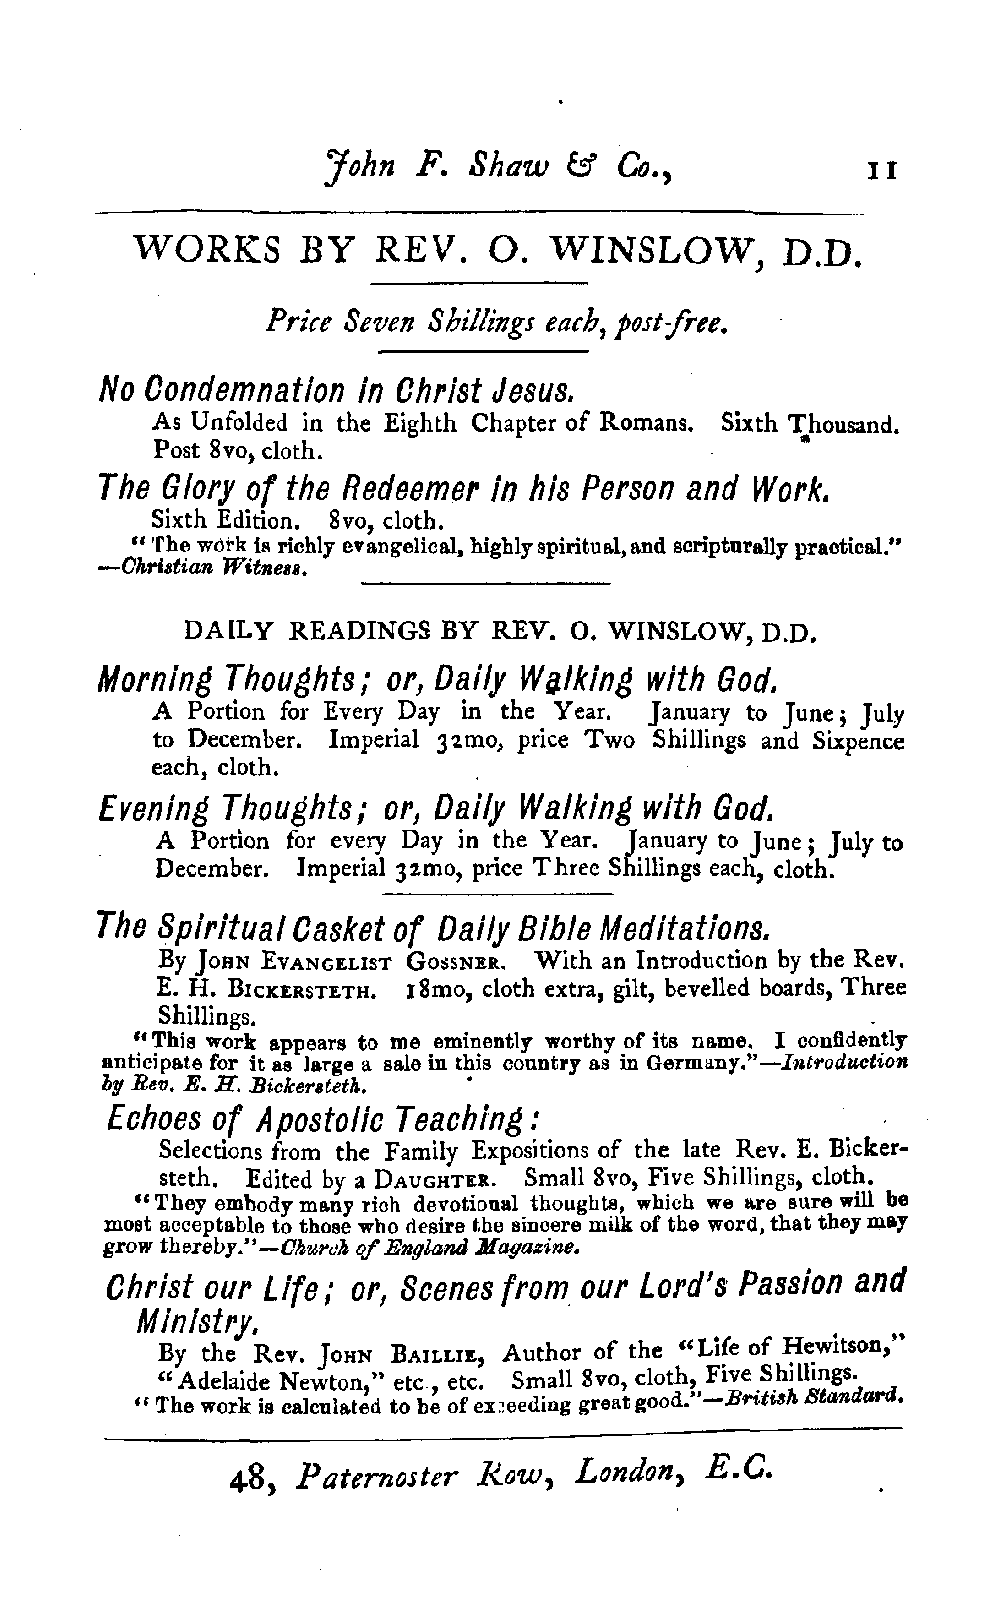 John F. Shaw & Co., 11
WORKS BY REV. O. WINSLOW, D.D.
Price Seven Shillings each, post-free.
No Condemnation in Christ Jesus.
As Unfolded in the Eighth Chapter of Romans. Sixth Thousand.
Post 8vo, cloth.
The Glory of the Redeemer in his Person and Work.
Sixth Edition. 8vo, cloth.
"The work is richly evangelical, highly spiritual, and scripturally practical."
—Christian Witness.
DAILY READINGS BY REV. O. WINSLOW, D.D.
Morning Thoughts; or, Daily Walking with God.
A Portion for Every Day in the Year. January to June; July
to December. Imperial 32mo, price Two Shillings and Sixpence
each, cloth.
Evening Thoughts; or, Daily Walking with God.
A Portion for every Day in the Year. January to June; July to
December. Imperial 32mo, price Three Shillings each, cloth.
The Spiritual Casket of Daily Bible Meditations.
By JOHN EVANGELIST GOSSNER. With an Introduction by the Rev.
E. H. BICKERSTETH. 18mo, cloth extra, gilt, bevelled boards, Three
Shillings.
"This work appears to me eminently worthy of its name. I confidently
anticipate for it as large a sale in this country as in Germany."—Introduction
by Rev. E. H. Bickersteth.
Echoes of Apostolic Teaching:
Selections from the Family Expositions of the late Rev. E. Bicker-
steth. Edited by a DAUGHTER. Small 8vo, Five Shillings, cloth.
"They embody many rich devotional thoughts, which we are sure will be
most acceptable to those who desire the sincere milk of the word, that they may
grow thereby."—Church of England Magazine.
Christ our Life; or, Scenes from our Lord's Passion and
Ministry.
By the Rev. JOHN BAILLIE, Author of the "Life of Hewitson,"
"Adelaide Newton," etc., etc. Small 8vo, cloth, Five Shillings.
"The work is calculated to be of exceeding great good."—British Standard.
48, Paternoster Row, London, E.C.